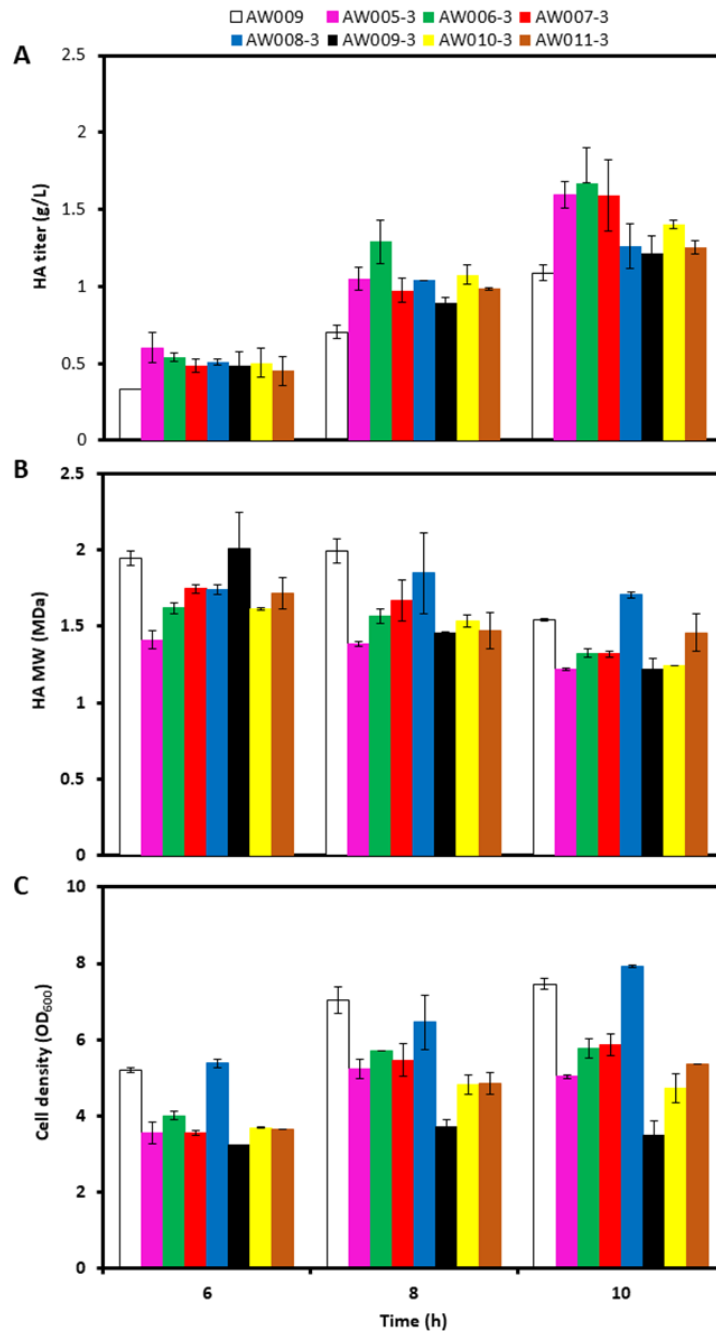 AW009 AW005-3 AW006-3 AW007-3
AW008-3 AW009-3 AW010-3 AW011-3
A
2.5
2
1.5
1
0.5
0
HA titer (g/L)
B
2.5
2
1.5
1
0.5
0
HA MW (MDa)
C
10
8
6
4
2
0
Cell density (OD600)
6 8 10
Time (h)